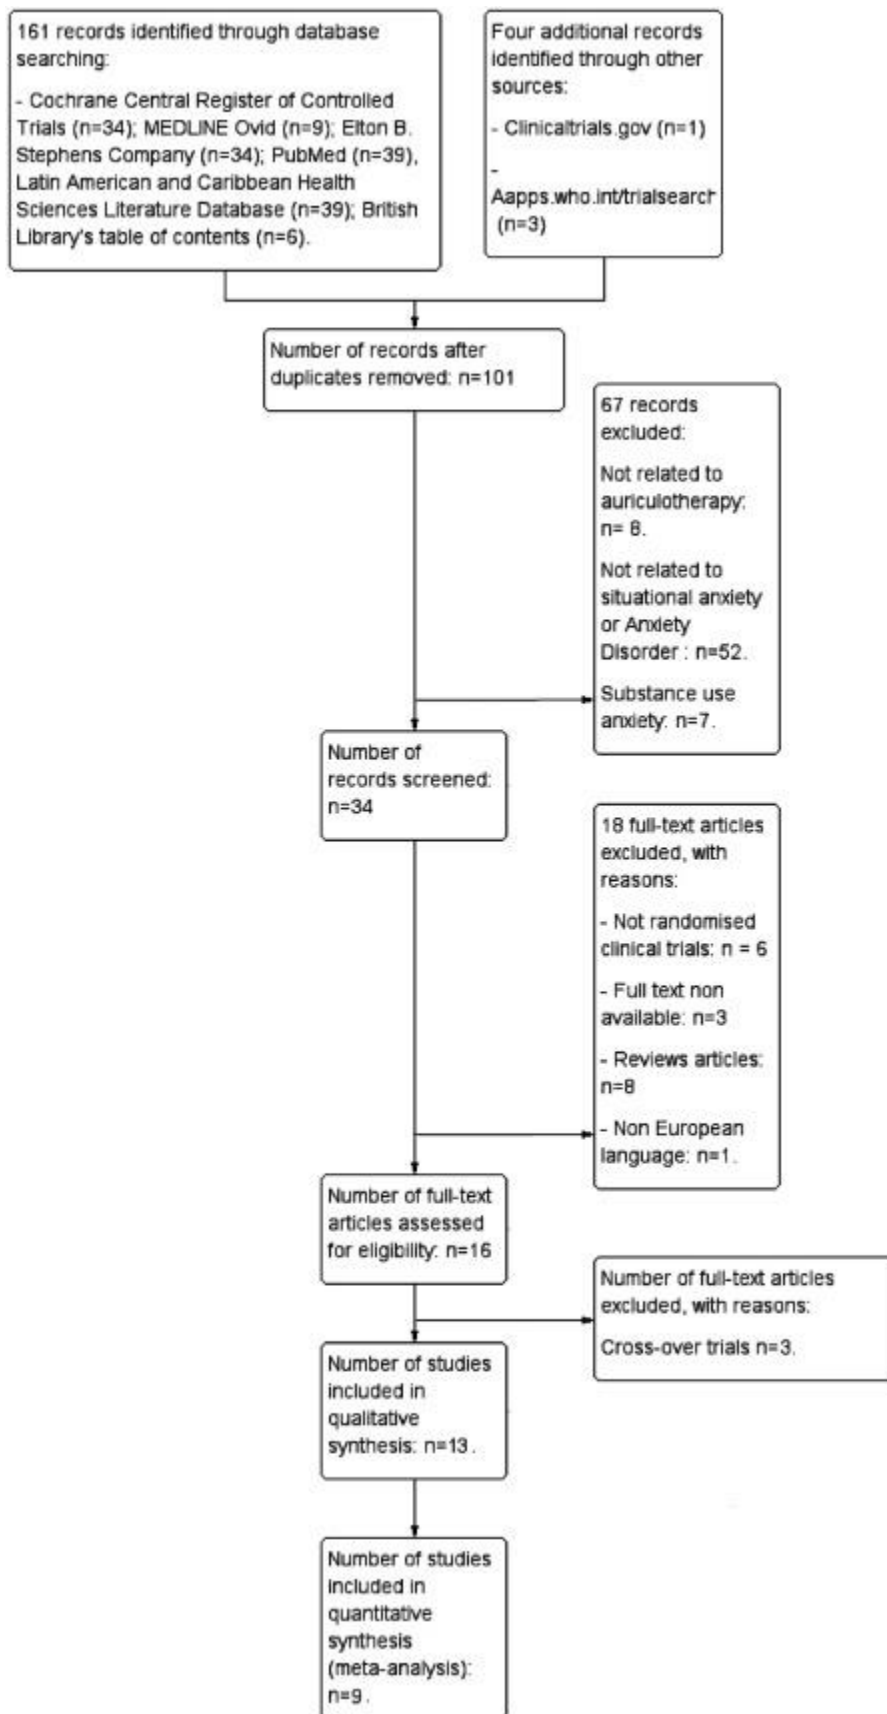 161 records identified through database
searching:
- Cochrane Central Register of Controlled
Trials (n=34); MEDLINE Ovid (n=9); Elton B.
Stephens Company (n=34); PubMed (n=39),
Latin American and Caribbean Health
Sciences Literature Database (n=39); British
Library's table of contents (n=6).
Four additional records
identified through other
sources:
- Clinicaltrials.gov (n=1)
-
Aapps.who.int/trialsearch
(n=3)
Number of records after
duplicates removed: n=101
67 records
excluded:
Not related to
auriculotherapy:
n= 8.
Not related to
situational anxiety
or Anxiety
Disorder : n=52.
Substance use
anxiety: n=7.
Number of
records screened:
n=34
18 full-text articles
excluded, with
reasons:
- Not randomised
clinical trials: n = 6
- Full text non
available: n=3
- Reviews articles:
n=8
- Non European
language: n=1.
Number of full-text
articles assessed
for eligibility: n=16
Number of full-text articles
excluded, with reasons:
Cross-over trials n=3.
Number of studies
included in
qualitative
synthesis: n=13.
Number of studies
included in
quantitative
synthesis
(meta-analysis):
n=9.